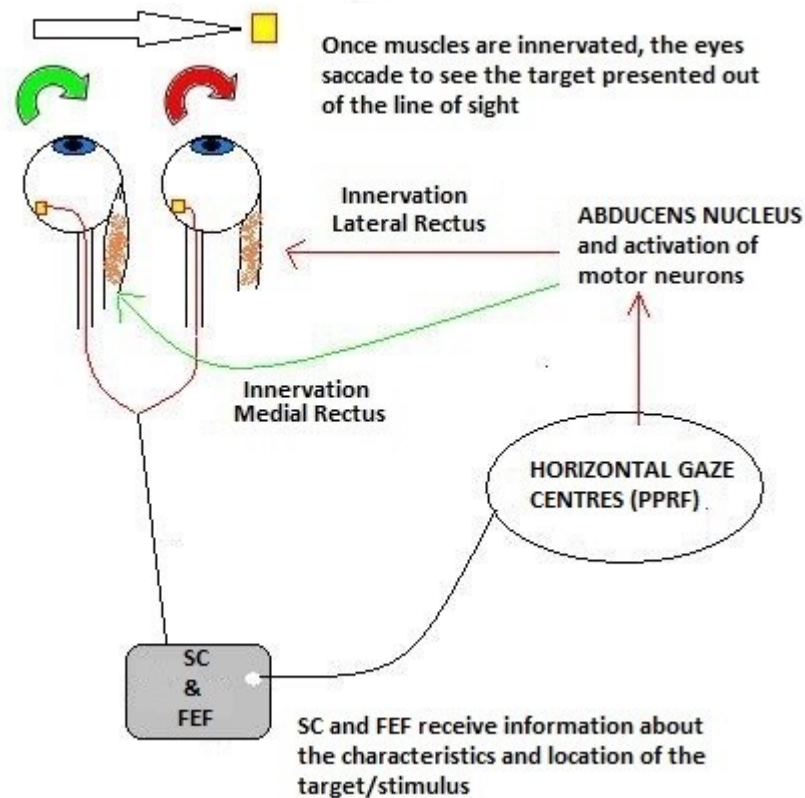 Once muscles are innervated, the eyes
saccade to see the target presented out
of the line of sight
Innervation
Lateral Rectus
ABDUCENS NUCLEUS
and activation of
motor neurons
Innervation
Medial Rectus
HORIZONTAL GAZE
CENTRES (PPRF)
SC
&
FEF
SC and FEF receive information about
the characteristics and location of the
target/stimulus